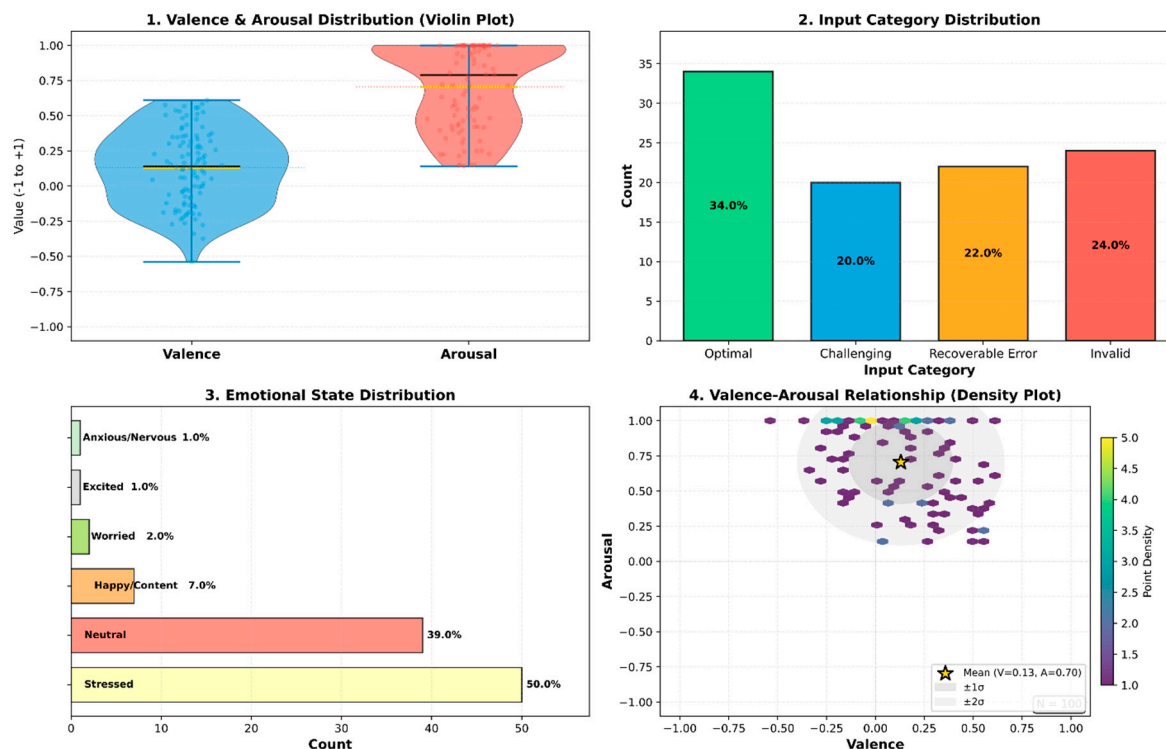 1. Valence & Arousal Distribution (Violin Plot)
1.00
0.75
0.50
0.25
0.00
−0.25
−0.50
−0.75
−1.00
Value (-1 to +1)
Valence
Arousal
2. Input Category Distribution
35
30
25
20
15
10
5
0
Count
34.0%
20.0%
22.0%
24.0%
Optimal
Challenging
Recoverable Error
Invalid
Input Category
3. Emotional State Distribution
Anxious/Nervous 1.0%
Excited 1.0%
Worried 2.0%
Happy/Content 7.0%
Neutral 39.0%
Stressed 50.0%
0
10
20
30
40
50
Count
4. Valence-Arousal Relationship (Density Plot)
1.00
0.75
0.50
0.25
0.00
−0.25
−0.50
−0.75
−1.00
Arousal
Mean (V=0.13, A=0.70)
±1σ
±2σ
N = 100
−1.00
−0.75
−0.50
−0.25
0.00
0.25
0.50
0.75
1.00
Valence
5.0
4.5
4.0
3.5
3.0
2.5
2.0
1.5
1.0
Point Density